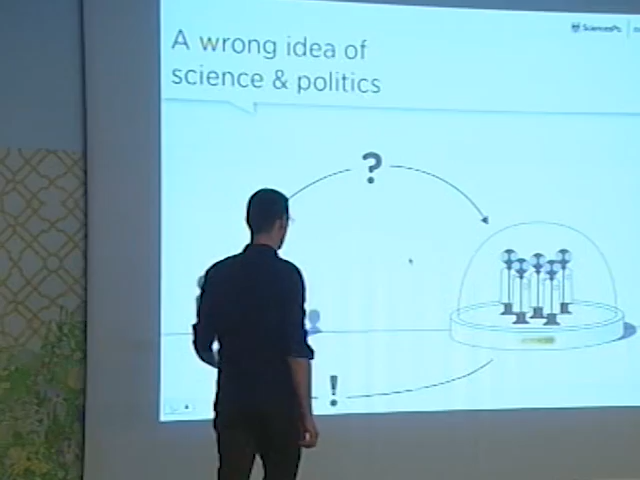 A wrong idea of
science & politics
SciencesPo
?
!